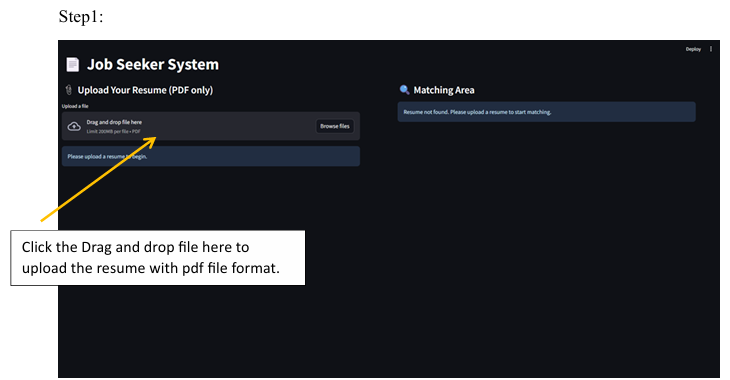 Step1:
Deploy
Job Seeker System
Upload Your Resume (PDF only)
Upload a file
Drag and drop file here
Limit 200MB per file • PDF
Browse files
Please upload a resume to begin.
Matching Area
Resume not found. Please upload a resume to start matching.
Click the Drag and drop file here to
upload the resume with pdf file format.